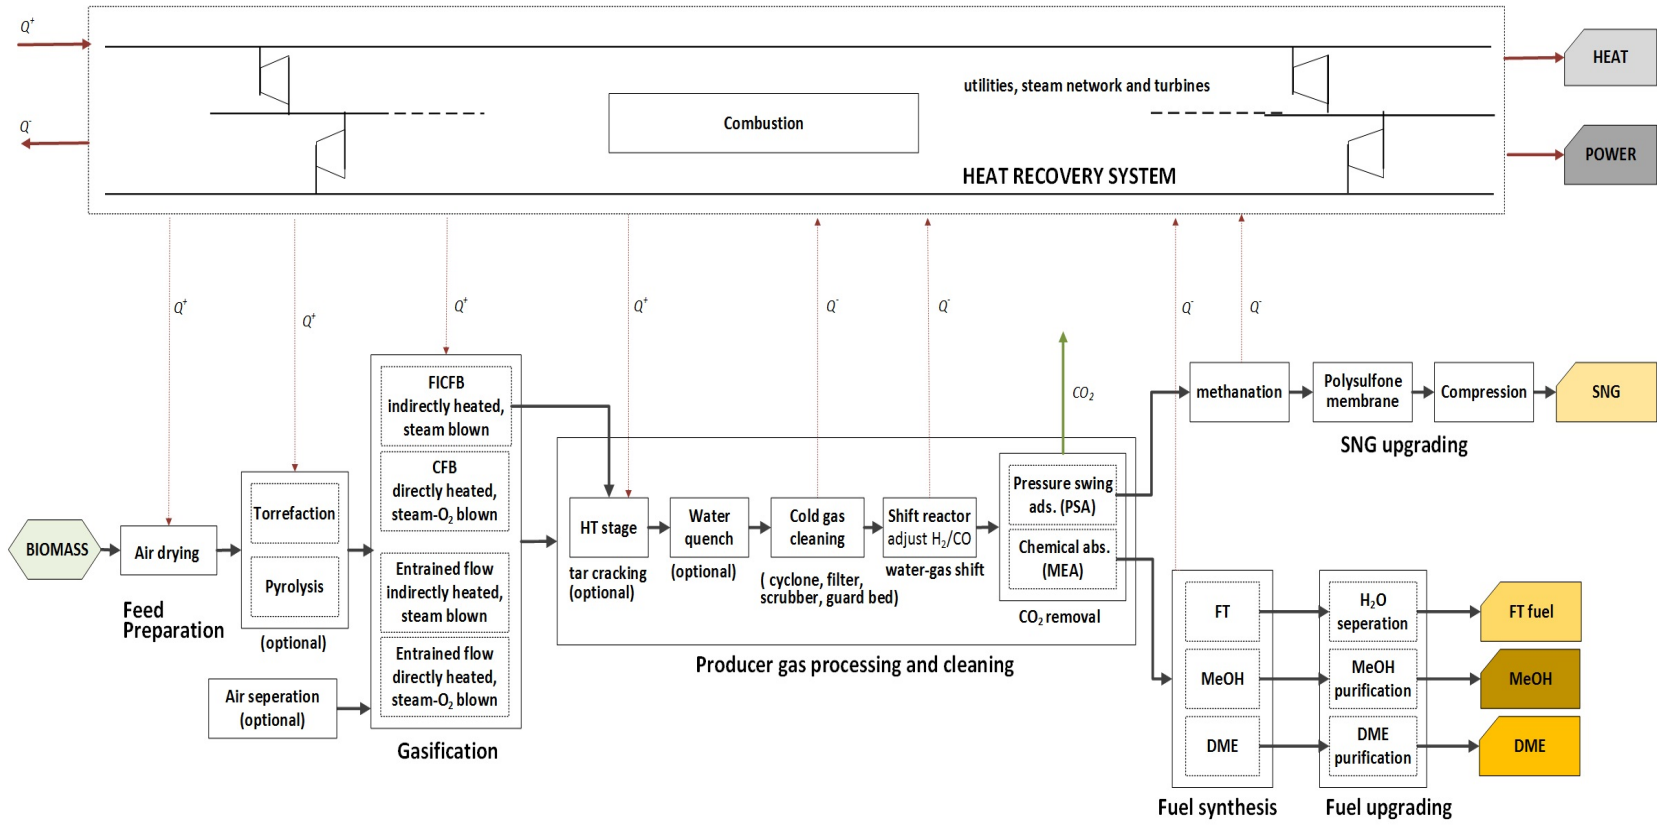 Q+
Q-
Combustion
utilities, steam network and turbines
HEAT RECOVERY SYSTEM
HEAT
POWER
Q+
Q+
Q+
Q+
Q-
Q-
Q-
Q-
BIOMASS
Air drying
Feed
Preparation
Torrefaction
Pyrolysis
(optional)
Air seperation
(optional)
FICFB
indirectly heated,
steam blown
CFB
directly heated,
steam-O2 blown
Entrained flow
indirectly heated,
steam blown
Entrained flow
directly heated,
steam-O2 blown
Gasification
HT stage
tar cracking
(optional)
Water
quench
(optional)
Cold gas
cleaning
( cyclone, filter,
scrubber, guard bed)
Shift reactor
adjust H2/CO
water-gas shift
Pressure swing
ads. (PSA)
Chemical abs.
(MEA)
CO2 removal
CO2
Producer gas processing and cleaning
methanation
Polysulfone
membrane
Compression
SNG
SNG upgrading
FT
MeOH
DME
Fuel synthesis
H2O
seperation
MeOH
purification
DME
purification
Fuel upgrading
FT fuel
MeOH
DME